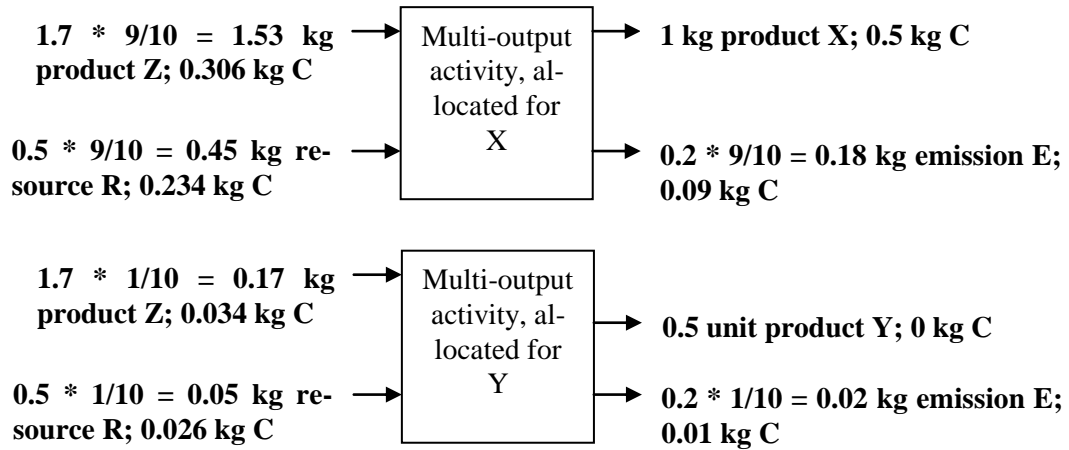 1.7 * 9/10 = 1.53 kg
product Z; 0.306 kg C
0.5 * 9/10 = 0.45 kg re-
source R; 0.234 kg C
Multi-output
activity, al-
located for
X
1 kg product X; 0.5 kg C
0.2 * 9/10 = 0.18 kg emission E;
0.09 kg C
1.7 * 1/10 = 0.17 kg
product Z; 0.034 kg C
0.5 * 1/10 = 0.05 kg re-
source R; 0.026 kg C
Multi-output
activity, al-
located for
Y
0.5 unit product Y; 0 kg C
0.2 * 1/10 = 0.02 kg emission E;
0.01 kg C